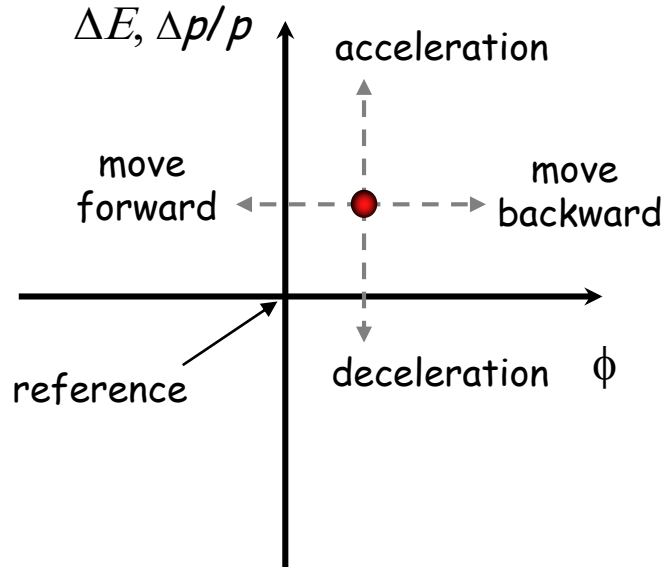 ΔE, Δp/p
acceleration
move
forward
move
backward
reference
deceleration
ϕ